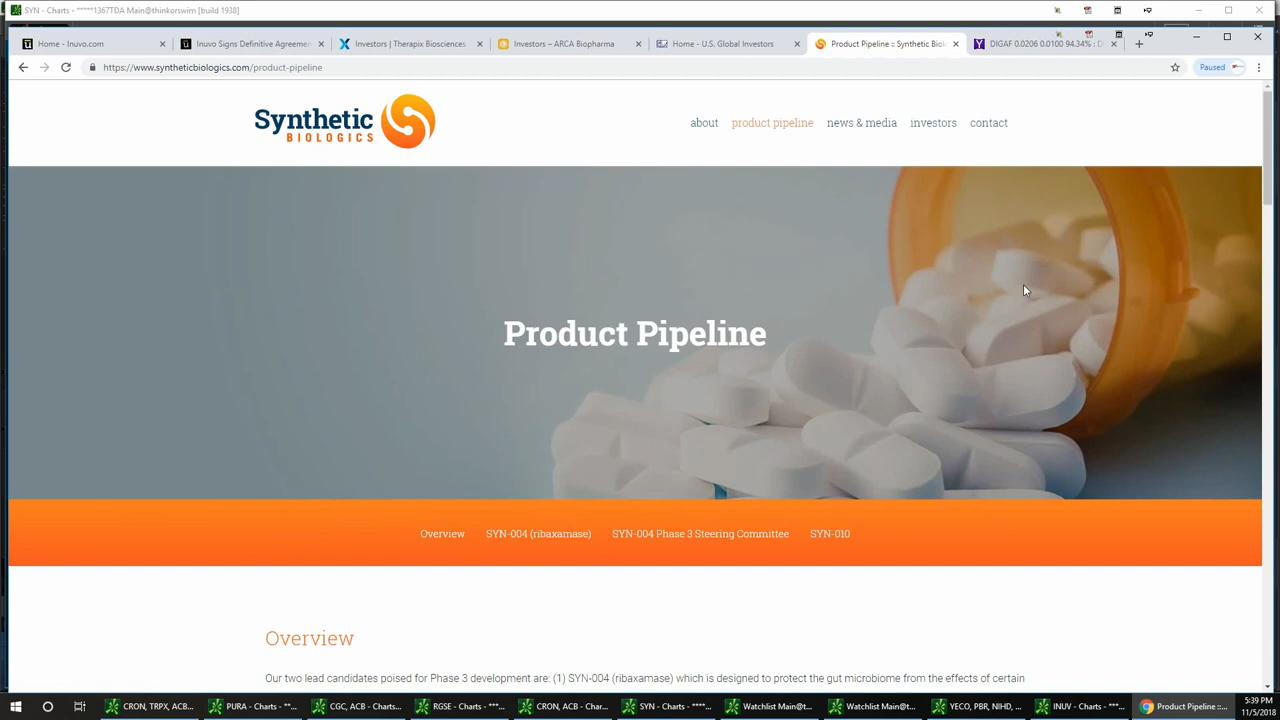 SYN - Charts - *****1367TDA Main@thinkorswim [build 1938]
Home - Inuvo.com
Inuvo Signs Definitive Agreemen
Investors | Therapix Biosciences
Investors – ARCA Biopharma
Home - U.S. Global Investors
Product Pipeline :: Synthetic Biol
DIGAF 0.0206 0.0100 94.34% : D
https://www.syntheticbiologics.com/product-pipeline
Paused
Synthetic
BIOLOGICS
about
product pipeline
news & media
investors
contact
Product Pipeline
Overview
SYN-004 (ribaxamase)
SYN-004 Phase 3 Steering Committee
SYN-010
Overview
Our two lead candidates poised for Phase 3 development are: (1) SYN-004 (ribaxamase) which is designed to protect the gut microbiome from the effects of certain
CRON, TRPX, ACB...
PURA - Charts - **...
CGC, ACB - Charts...
RGSE - Charts - **...
CRON, ACB - Char...
SYN - Charts - ****...
Watchlist Main@t...
Watchlist Main@t...
YECO, PBR, NIHD, ...
INUV - Charts - **...
Product Pipeline ::...
5:39 PM
11/5/2018